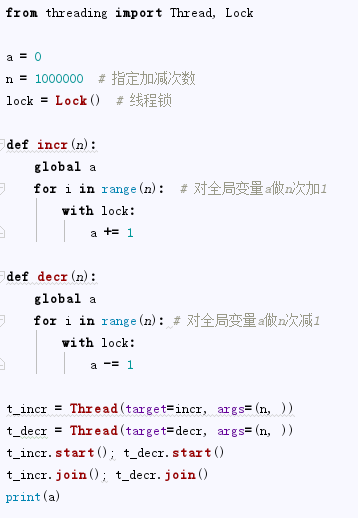 from threading import Thread, Lock
a = 0
n = 1000000  # 指定加减次数
lock = Lock()  # 线程锁
def incr(n):
    global a
    for i in range(n):  # 对全局变量a做n次加1
        with lock:
            a += 1
def decr(n):
    global a
    for i in range(n): # 对全局变量a做n次减1
        with lock:
            a -= 1
t_incr = Thread(target=incr, args=(n, ))
t_decr = Thread(target=decr, args=(n, ))
t_incr.start(); t_decr.start()
t_incr.join(); t_decr.join()
print(a)